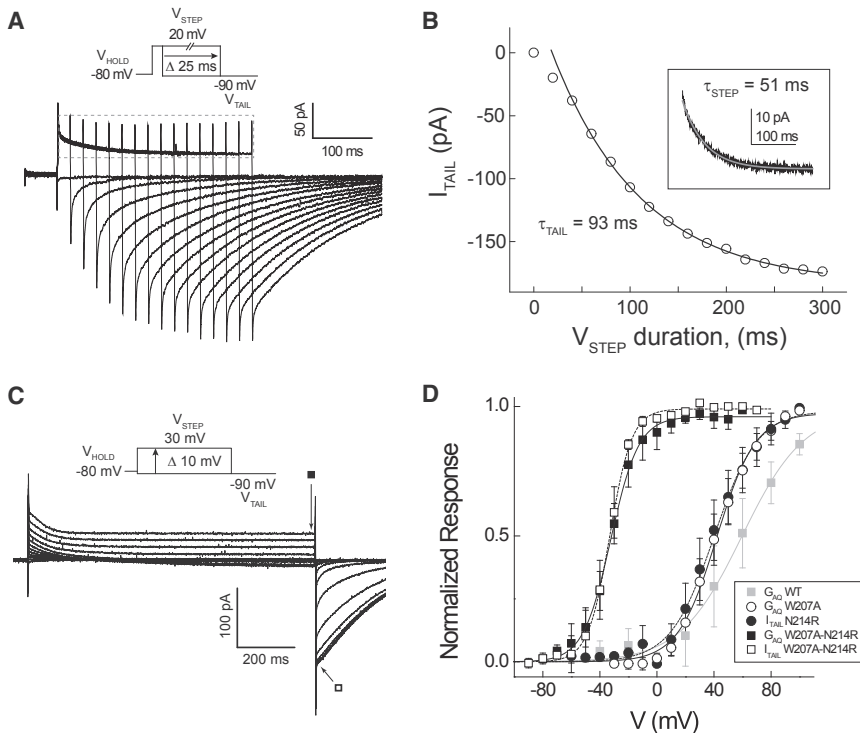 A
V_STEP
20 mV
V_HOLD
-80 mV
Δ 25 ms
-90 mV
V_TAIL
50 pA
100 ms
B
I_TAIL (pA)
0
-50
-100
-150
τ_STEP = 51 ms
10 pA
100 ms
τ_TAIL = 93 ms
0
100
200
300
V_STEP duration, (ms)
C
V_STEP
30 mV
V_HOLD
-80 mV
Δ 10 mV
-90 mV
V_TAIL
100 pA
200 ms
D
Normalized Response
1.0
0.5
0.0
G_AQ WT
G_AQ W207A
I_TAIL N214R
G_AQ W207A-N214R
I_TAIL W207A-N214R
-80
-40
0
40
80
V (mV)